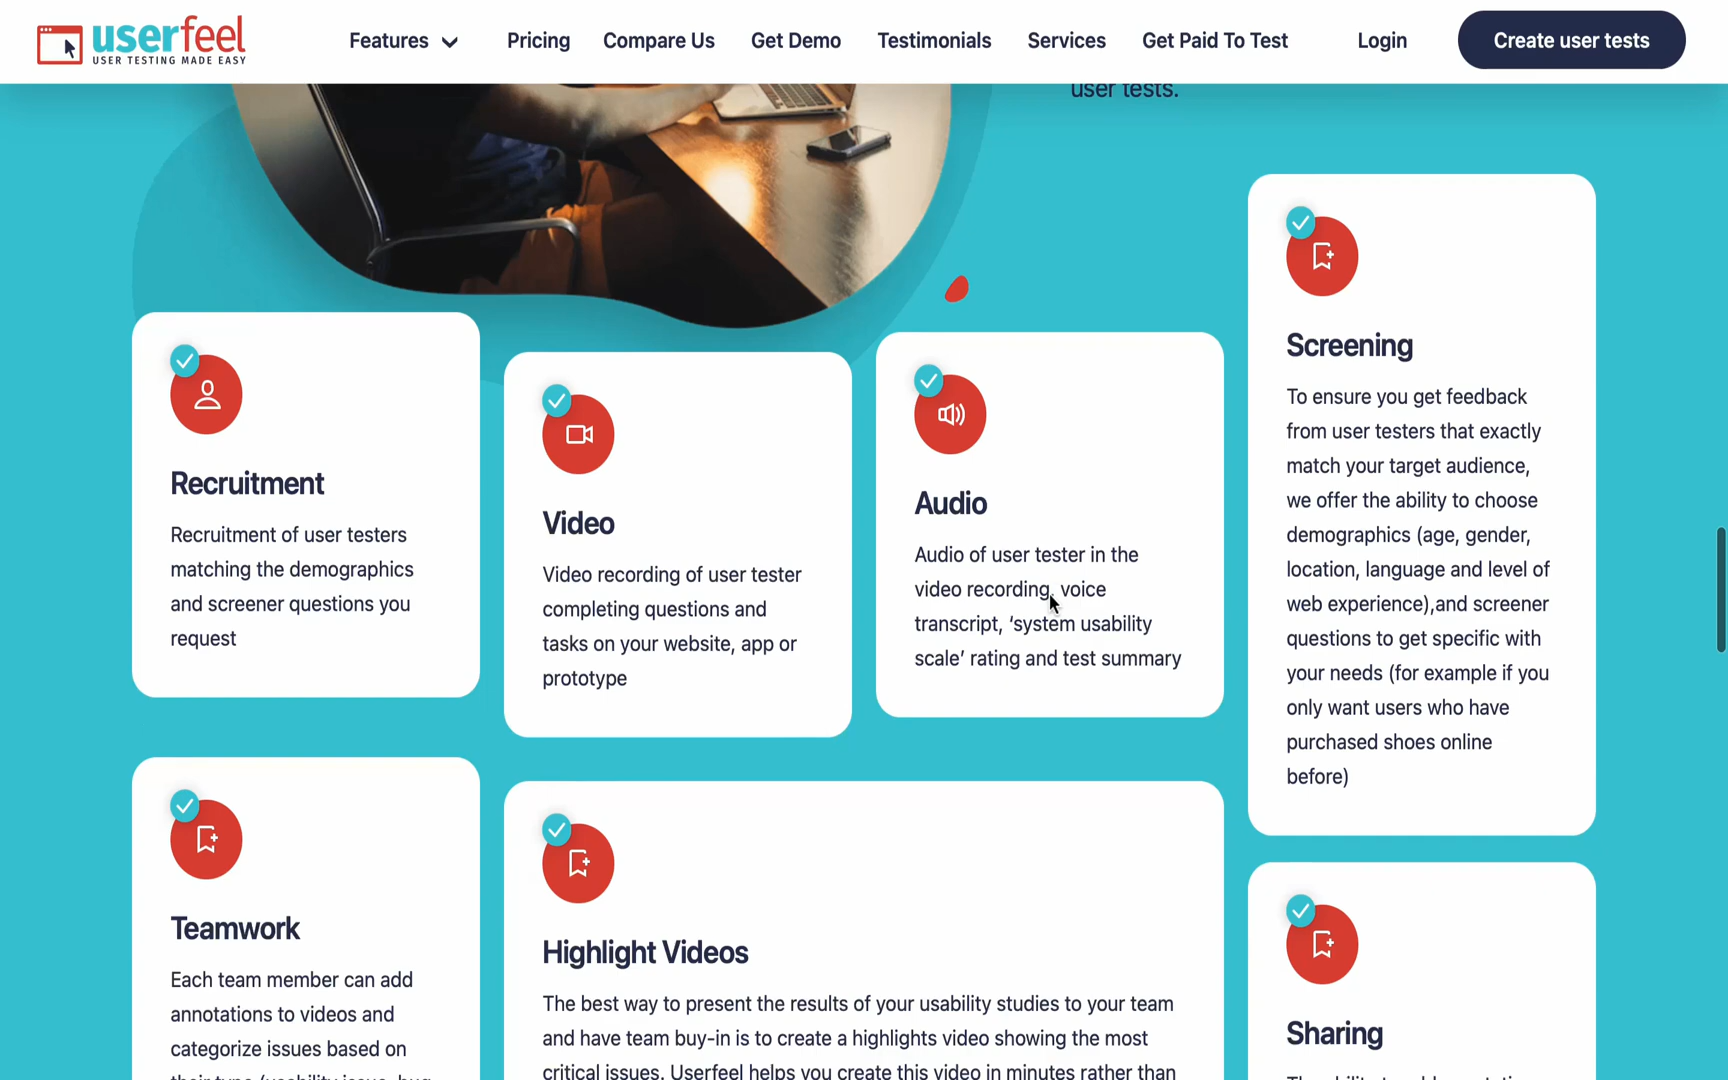 userfeel
USER TESTING MADE EASY
Features
Pricing
Compare Us
Get Demo
Testimonials
Services
Get Paid To Test
Login
Create user tests
user tests.
Recruitment
Recruitment of user testers
matching the demographics
and screener questions you
request
Video
Video recording of user tester
completing questions and
tasks on your website, app or
prototype
Audio
Audio of user tester in the
video recording, voice
transcript, ‘system usability
scale’ rating and test summary
Screening
To ensure you get feedback
from user testers that exactly
match your target audience,
we offer the ability to choose
demographics (age, gender,
location, language and level of
web experience),and screener
questions to get specific with
your needs (for example if you
only want users who have
purchased shoes online
before)
Teamwork
Each team member can add
annotations to videos and
categorize issues based on
Highlight Videos
The best way to present the results of your usability studies to your team
and have team buy-in is to create a highlights video showing the most
critical issues. Userfeel helps you create this video in minutes rather than
Sharing